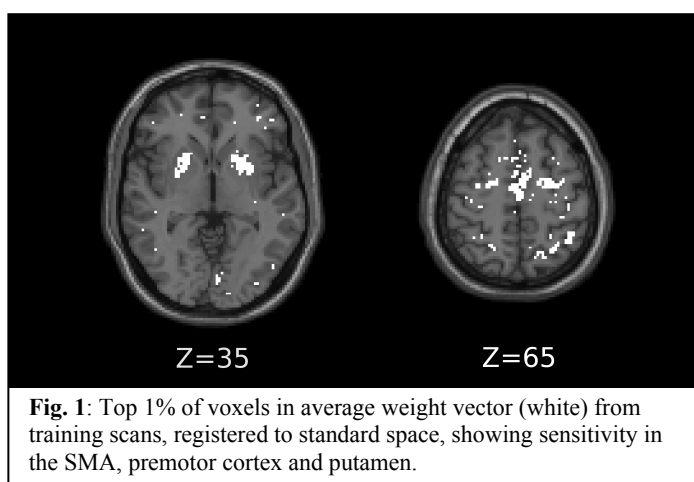 Z=35
Z=65
Fig. 1: Top 1% of voxels in average weight vector (white) from
training scans, registered to standard space, showing sensitivity in
the SMA, premotor cortex and putamen.